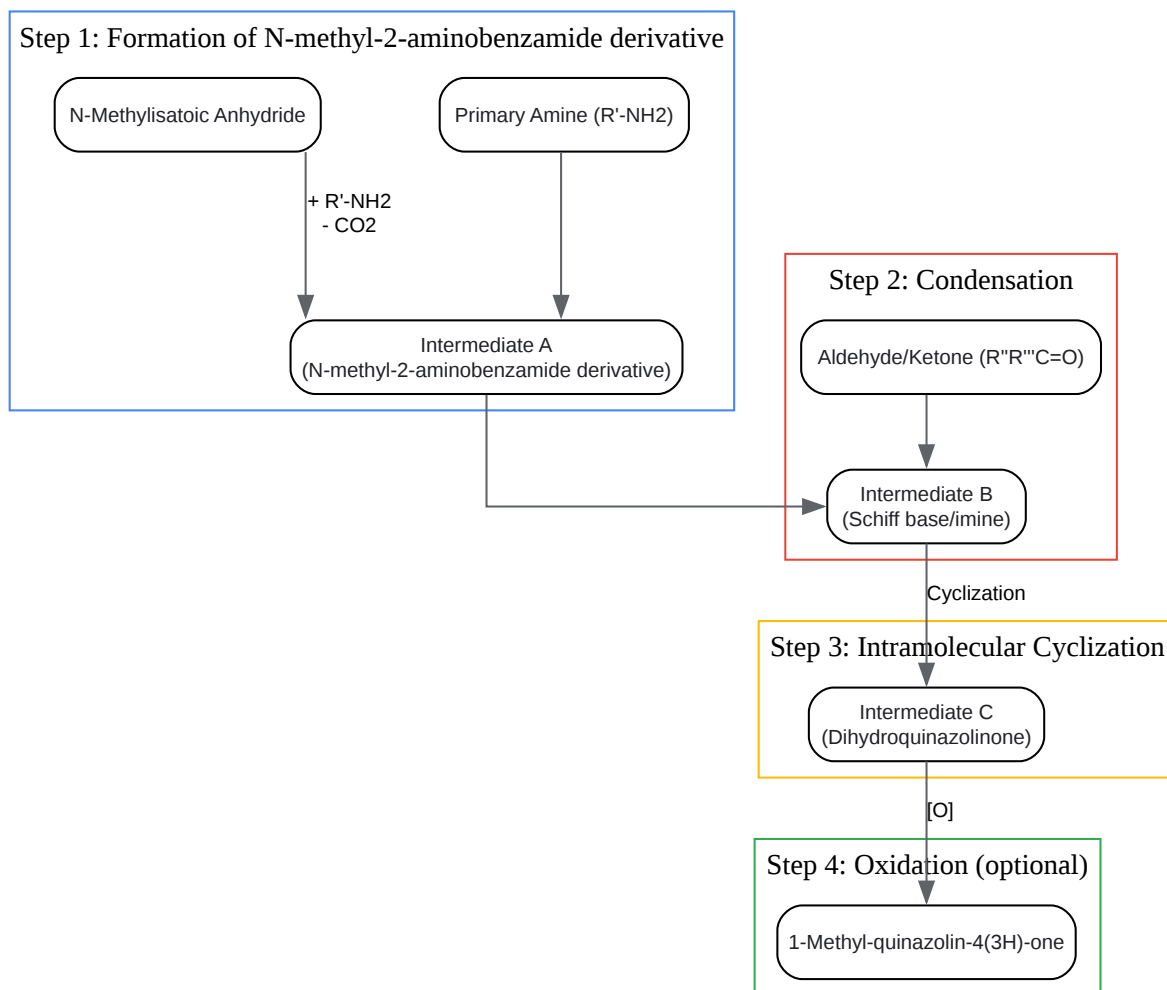 Step 1: Formation of N-methyl-2-aminobenzamide derivative
N-Methylisatoic Anhydride
Primary Amine (R'-NH2)
+ R'-NH2
- CO2
Intermediate A
(N-methyl-2-aminobenzamide derivative)
Step 2: Condensation
Aldehyde/Ketone (R"R'"C=O)
Intermediate B
(Schiff base/imine)
Cyclization
Step 3: Intramolecular Cyclization
Intermediate C
(Dihydroquinazolinone)
[O]
Step 4: Oxidation (optional)
1-Methyl-quinazolin-4(3H)-one